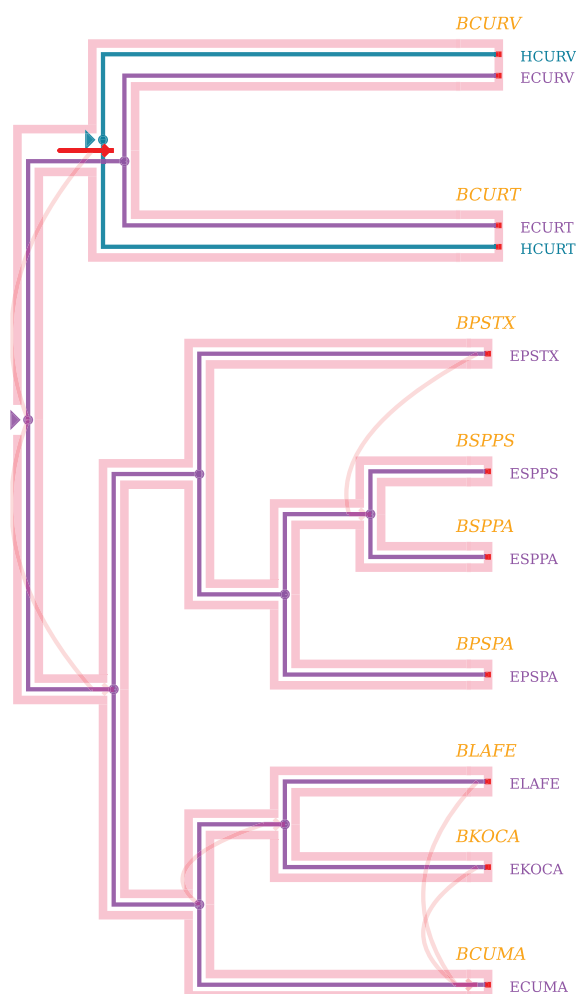 BCURV
HCURV
ECURV
BCURT
ECURT
HCURT
BPSTX
EPSTX
BSPPS
ESPPS
BSPPA
ESPPA
BPSPA
EPSPA
BLAFE
ELAFE
BKOCA
EKOCA
BCUMA
ECUMA